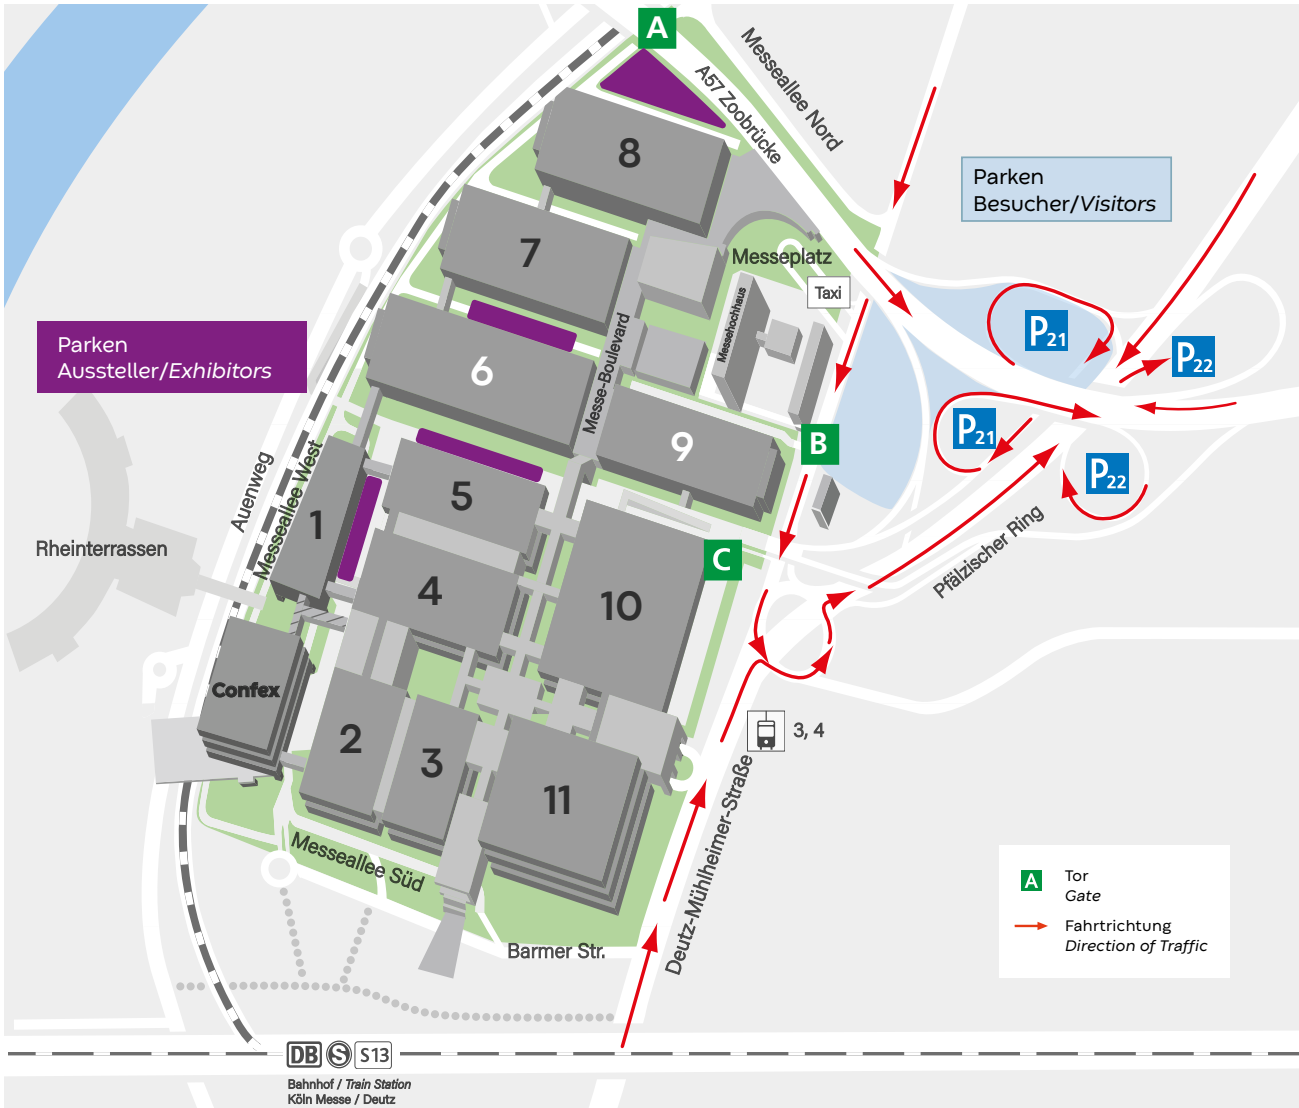 A
Messeallee Nord
A57 Zoobrücke
8
Parken
Besucher/Visitors
7
Messeplatz
Taxi
Messehochhaus
P21
P22
Parken
Aussteller/Exhibitors
6
Messe-Boulevard
9
B
P21
P22
Auenweg
Messeallee West
5
1
Rheinterrassen
C
4
10
Pfälzischer Ring
Confex
2
3
11
3, 4
Deutz-Mühlheimer-Straße
Messeallee Süd
Barmer Str.
A
Tor
Gate
Fahrtrichtung
Direction of Traffic
DB S S13
Bahnhof / Train Station
Köln Messe / Deutz